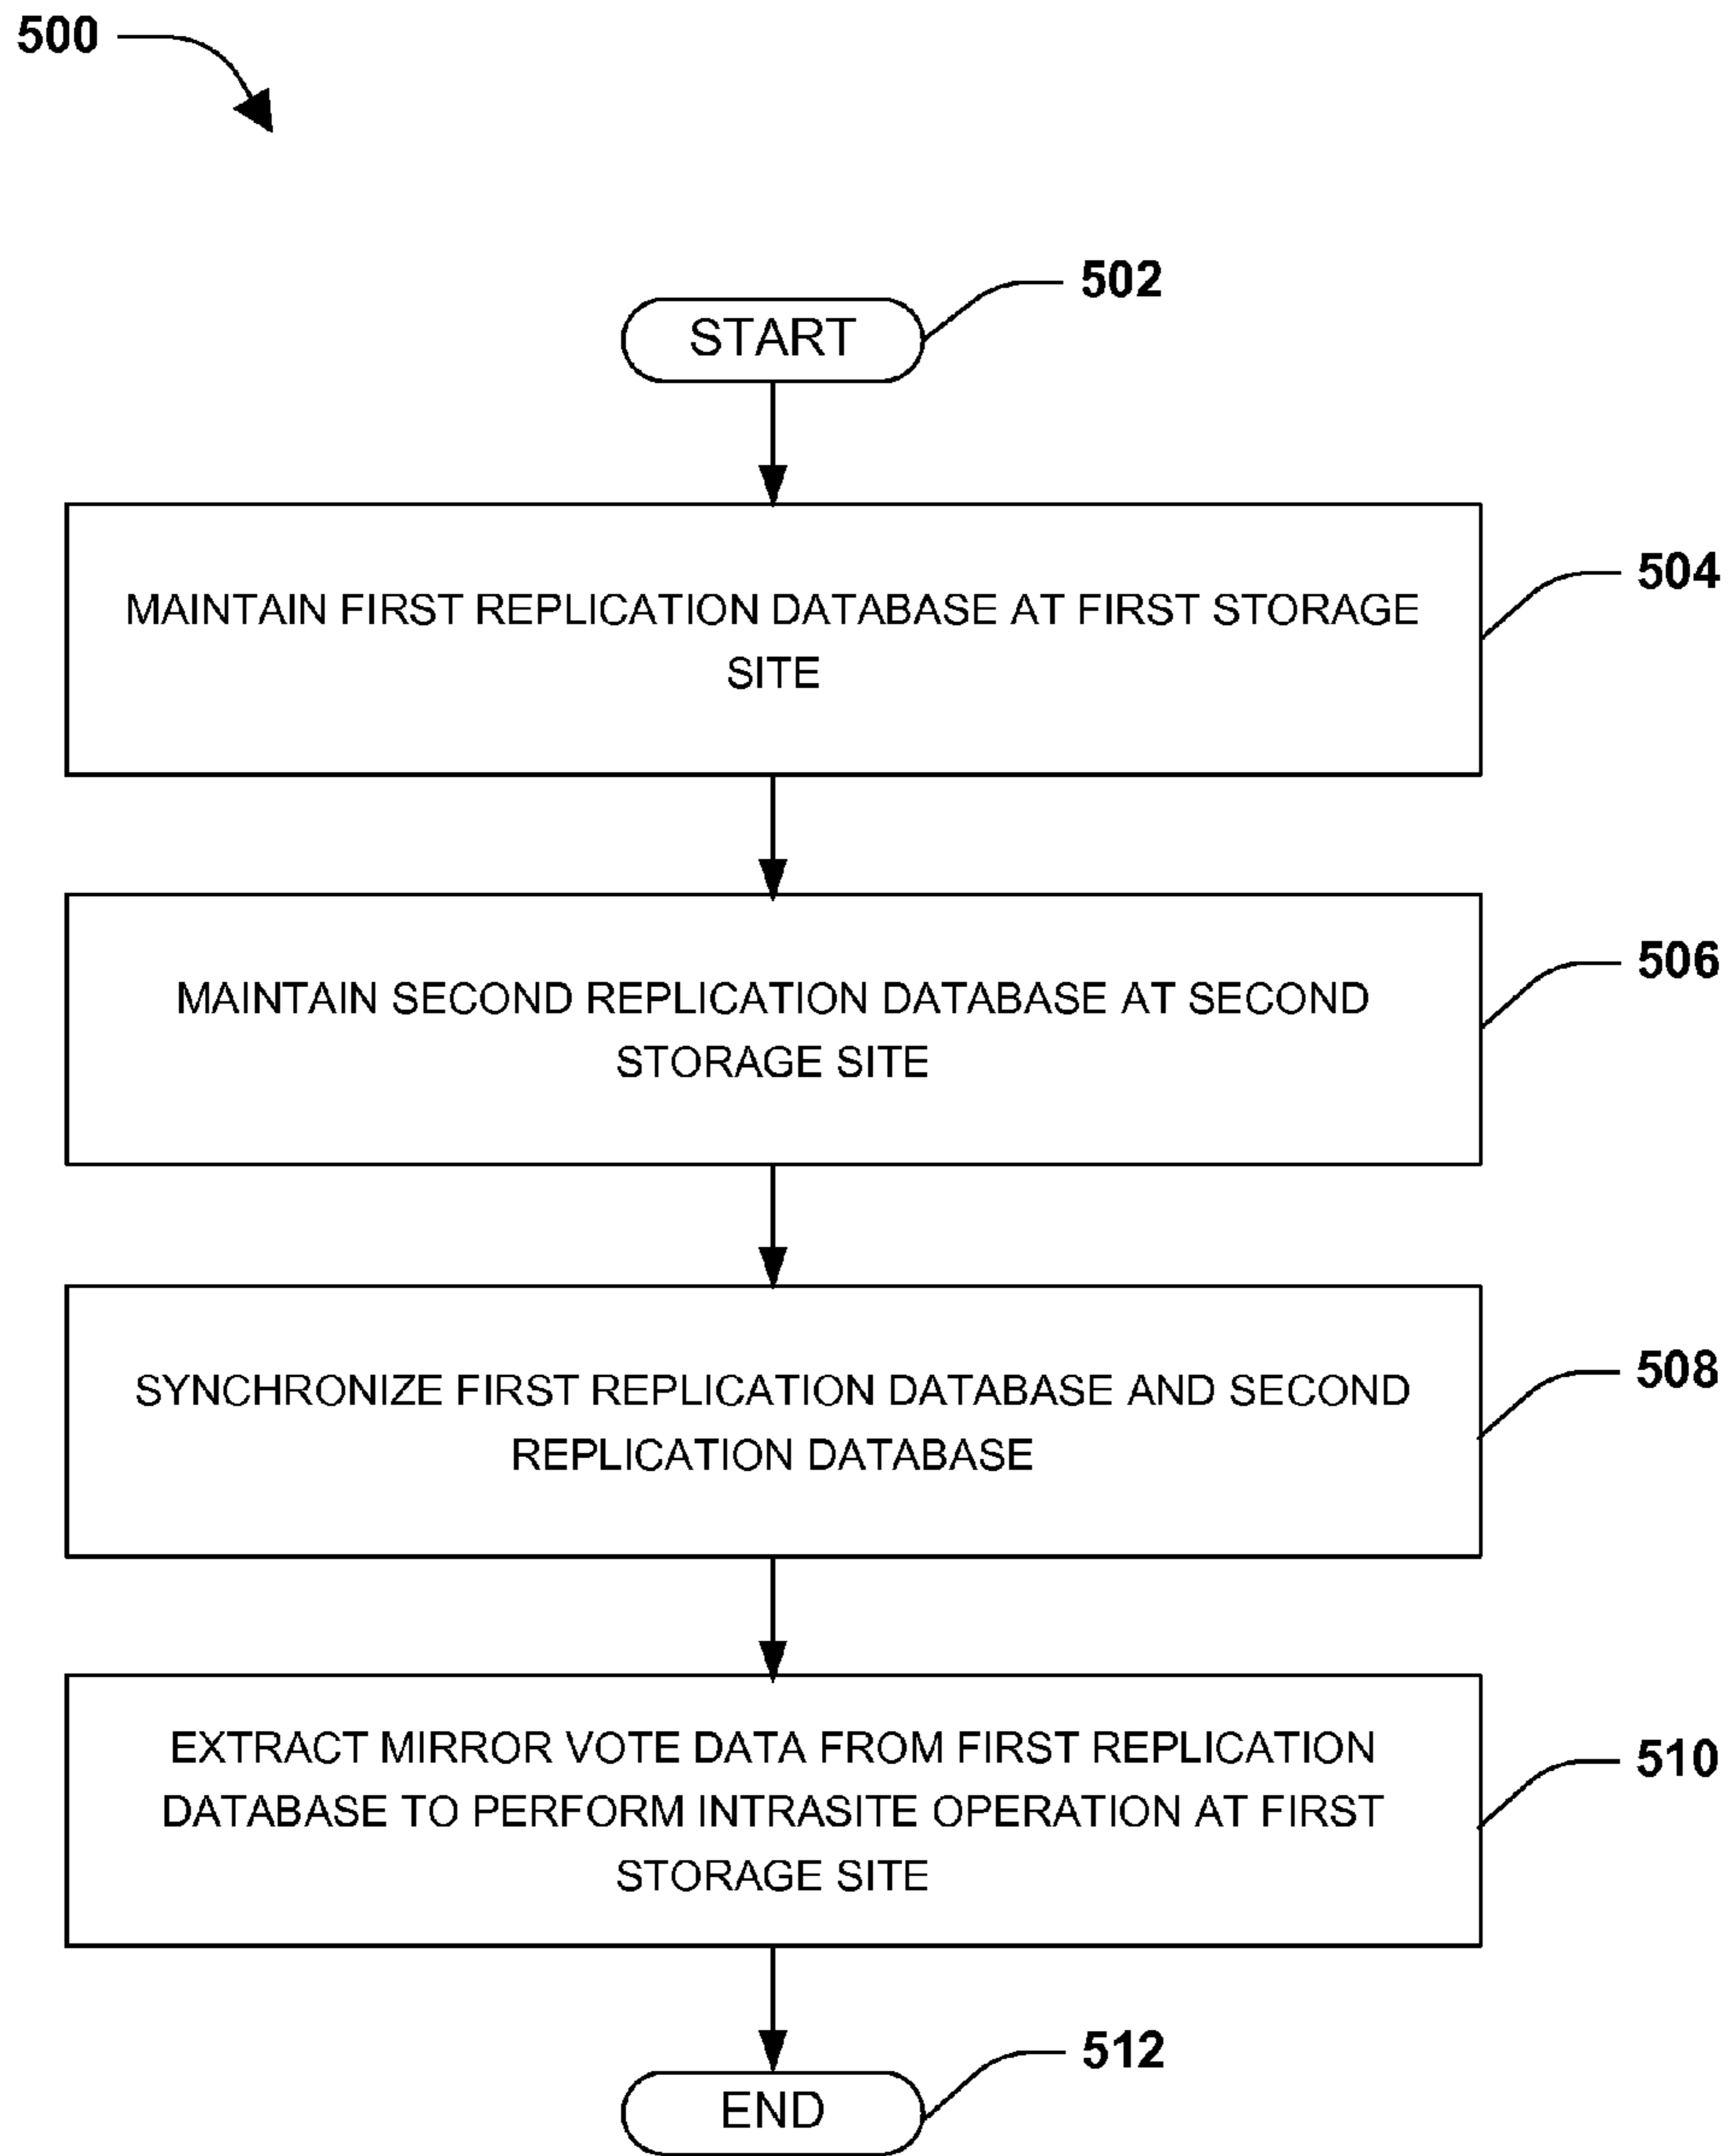 500
502
START
504
MAINTAIN FIRST REPLICATION DATABASE AT FIRST STORAGE
SITE
506
MAINTAIN SECOND REPLICATION DATABASE AT SECOND
STORAGE SITE
508
SYNCHRONIZE FIRST REPLICATION DATABASE AND SECOND
REPLICATION DATABASE
510
EXTRACT MIRROR VOTE DATA FROM FIRST REPLICATION
DATABASE TO PERFORM INTRASITE OPERATION AT FIRST
STORAGE SITE
512
END